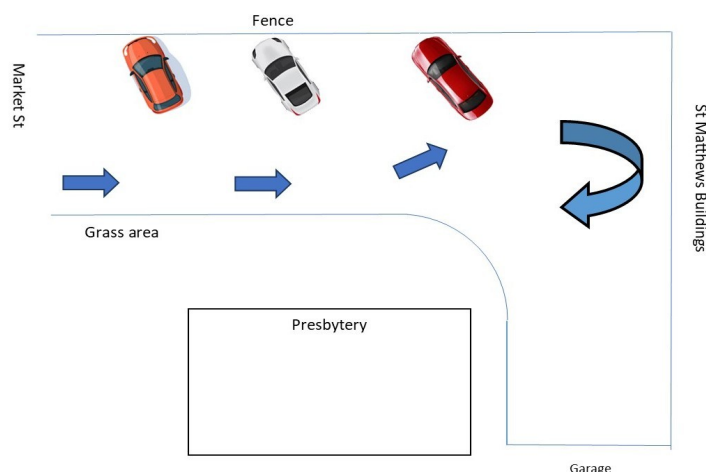 Fence
Market St
St Matthews Buildings
Grass area
Presbytery
Garage